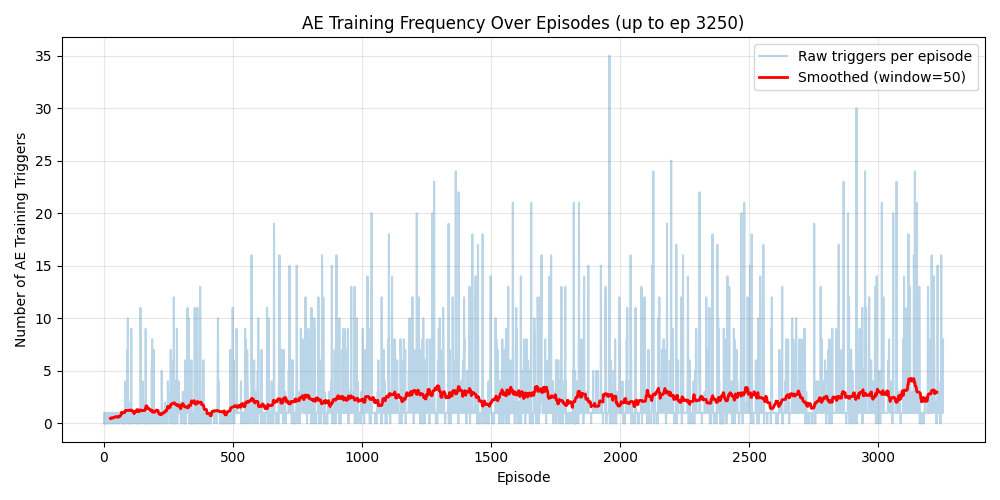 AE Training Frequency Over Episodes (up to ep 3250)
Raw triggers per episode
Smoothed (window=50)
Number of AE Training Triggers
35
30
25
20
15
10
5
0
0 500 1000 1500 2000 2500 3000
Episode